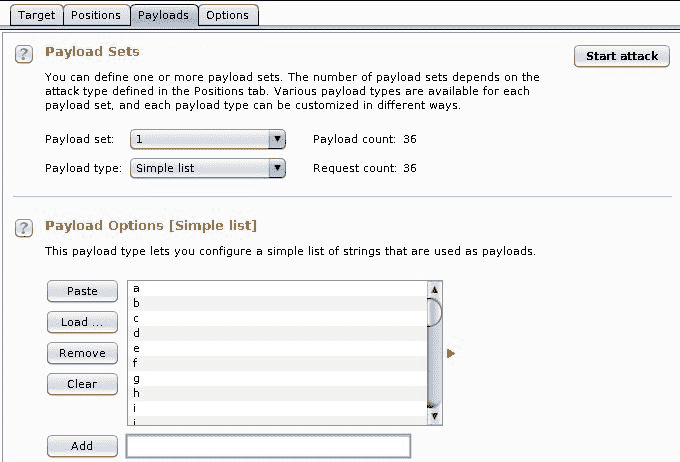 Target Positions Payloads Options
? Payload Sets Start attack
You can define one or more payload sets. The number of payload sets depends on the
attack type defined in the Positions tab. Various payload types are available for each
payload set, and each payload type can be customized in different ways.
Payload set: 1 Payload count: 36
Payload type: Simple list Request count: 36
? Payload Options [Simple list]
This payload type lets you configure a simple list of strings that are used as payloads.
Paste
Load ...
Remove
Clear
a
b
c
d
e
f
g
h
i
Add